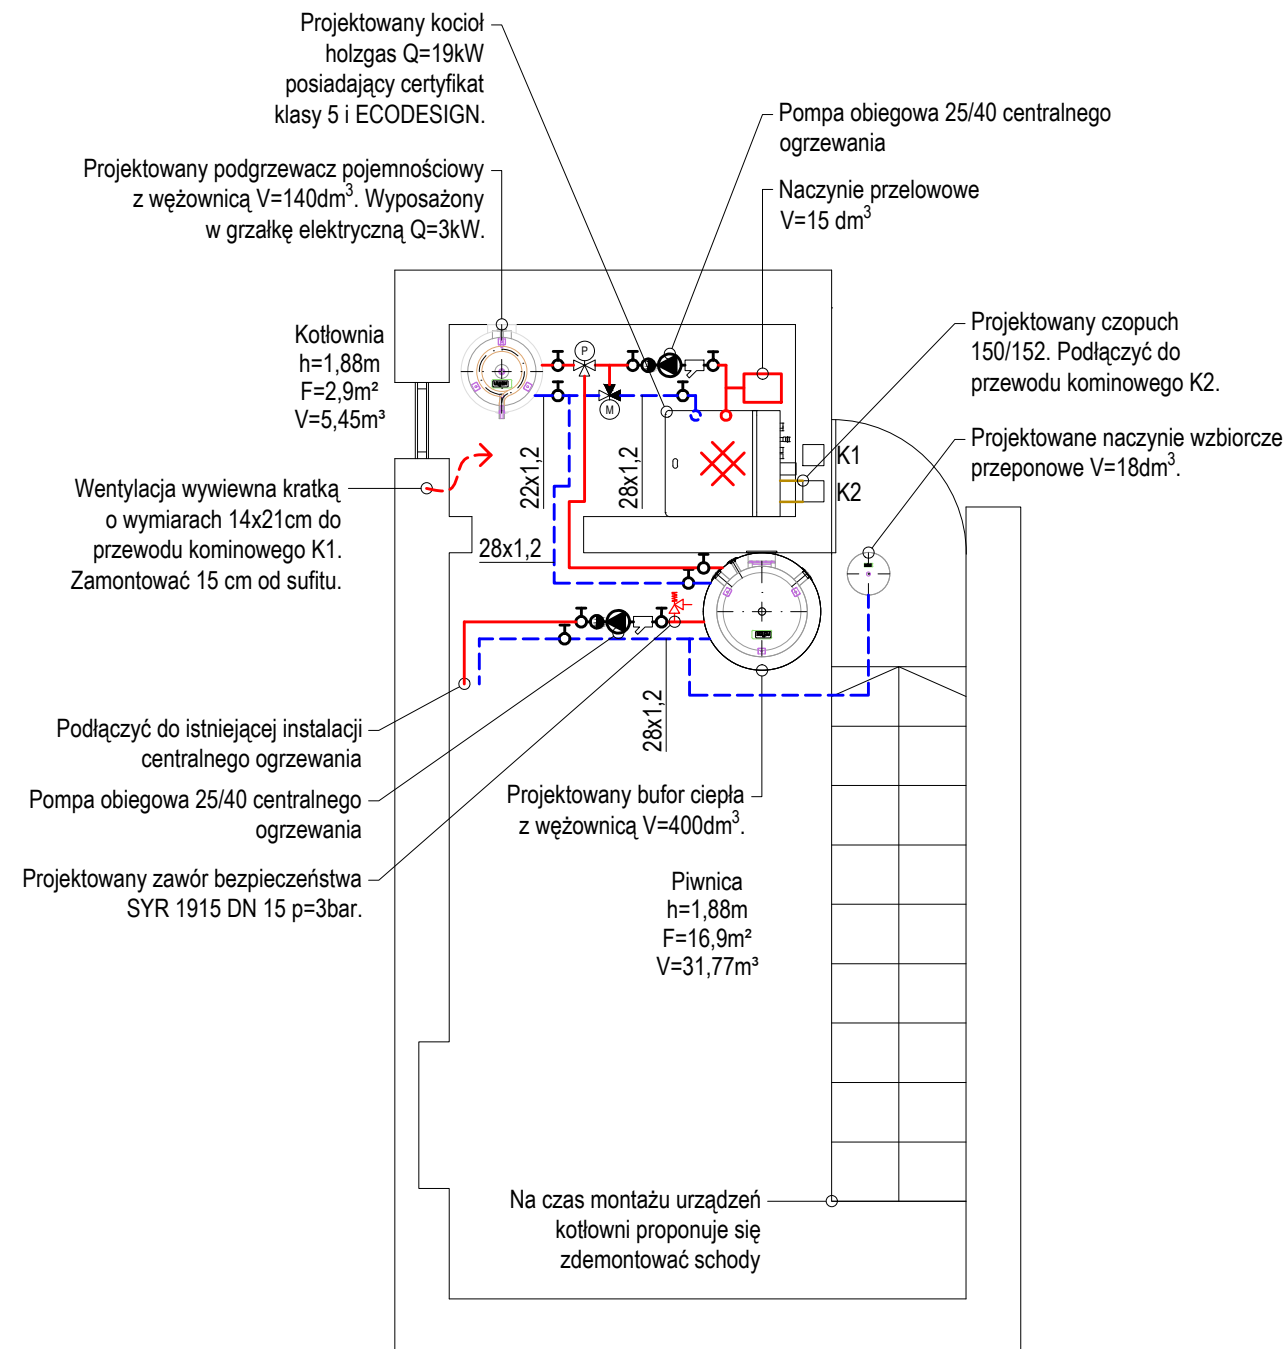 Projektowany kocioł
holzgas Q=19kW
posiadający certyfikat
klasy 5 i ECODESIGN.
Pompa obiegowa 25/40 centralnego
ogrzewania
Projektowany podgrzewacz pojemnościowy
z wężownicą V=140dm³. Wyposażony
w grzałkę elektryczną Q=3kW.
Naczynie przelowowe
V=15 dm³
Kotłownia
h=1,88m
F=2,9m²
V=5,45m³
P
M
Projektowany czopuch
150/152. Podłączyć do
przewodu kominowego K2.
K1
K2
Projektowane naczynie wzbiorcze
przeponowe V=18dm³.
22x1,2
28x1,2
Wentylacja wywiewna kratką
o wymiarach 14x21cm do
przewodu kominowego K1.
Zamontować 15 cm od sufitu.
28x1,2
28x1,2
Podłączyć do istniejącej instalacji
centralnego ogrzewania
Pompa obiegowa 25/40 centralnego
ogrzewania
Projektowany bufor ciepła
z wężownicą V=400dm³.
Projektowany zawór bezpieczeństwa
SYR 1915 DN 15 p=3bar.
Piwnica
h=1,88m
F=16,9m²
V=31,77m³
Na czas montażu urządzeń
kotłowni proponuje się
zdemontować schody